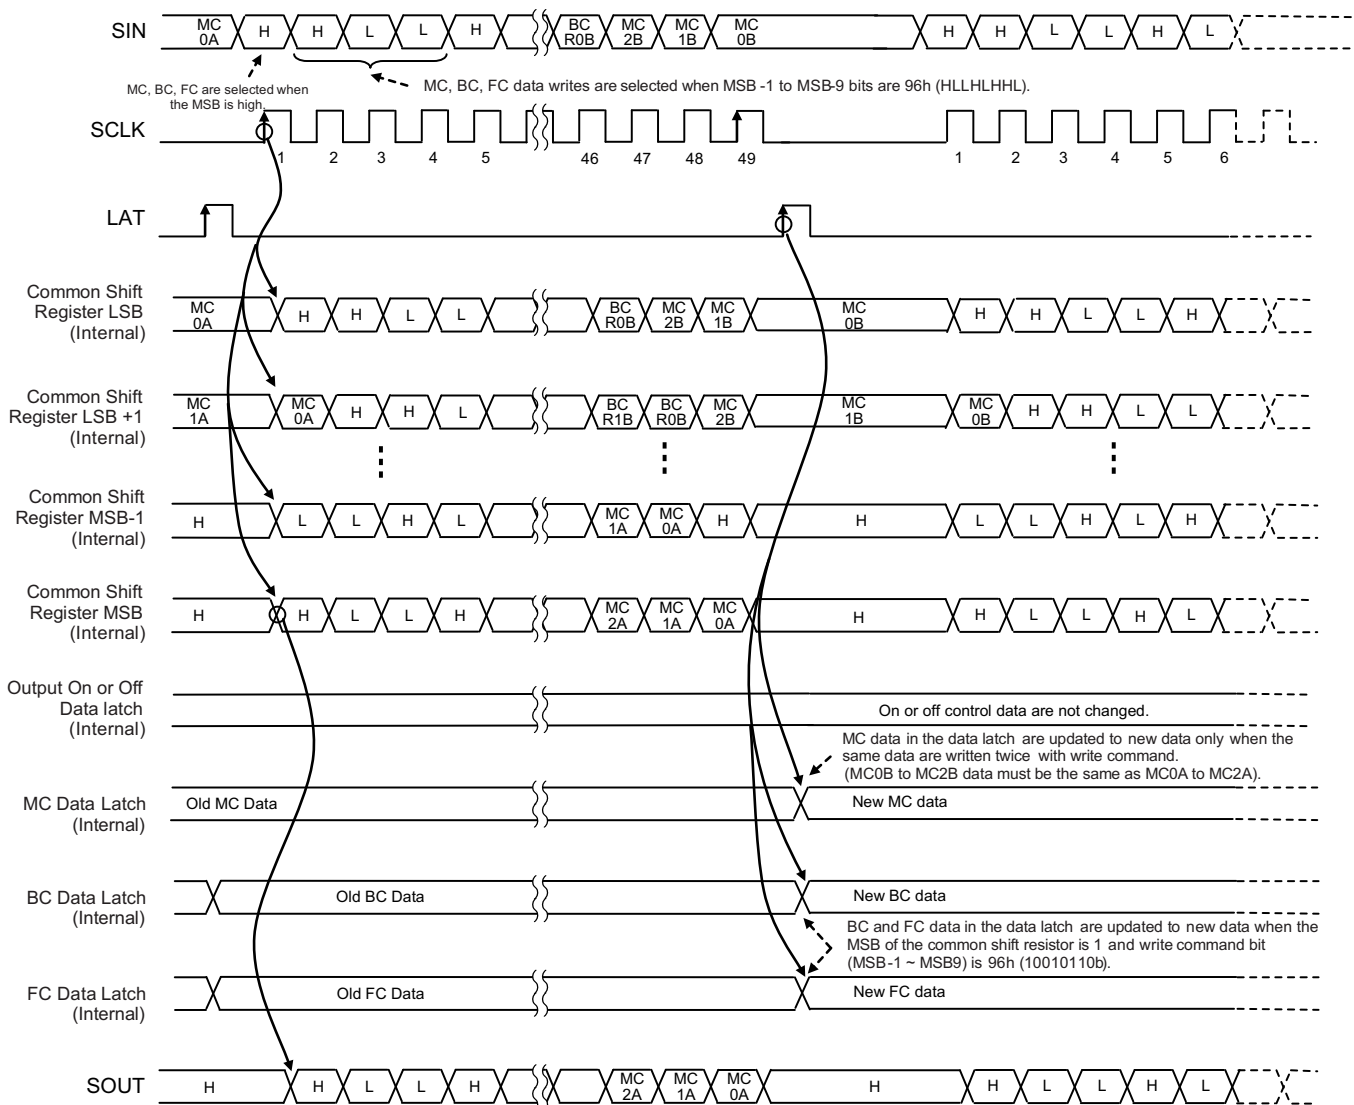 SIN
MC 0A H H L L H BC R0B MC 2B MC 1B MC 0B H H L L H L
MC, BC, FC are selected when
the MSB is high.
MC, BC, FC data writes are selected when MSB -1 to MSB-9 bits are 96h (HLLHLHHL).
SCLK
1 2 3 4 5 46 47 48 49 1 2 3 4 5 6
LAT
Common Shift
Register LSB
(Internal)
MC 0A H H L L BC R0B MC 2B MC 1B MC 0B H H L L H
Common Shift
Register LSB +1
(Internal)
MC 1A MC 0A H H L BC R1B BC R0B MC 2B MC 1B MC 0B H H L L
Common Shift
Register MSB-1
(Internal)
H L L H L MC 1A MC 0A H H L L H L H
Common Shift
Register MSB
(Internal)
H H L L H MC 2A MC 1A MC 0A H H L L H L
Output On or Off
Data latch
(Internal)
On or off control data are not changed.
MC data in the data latch are updated to new data only when the
same data are written twice with write command.
(MC0B to MC2B data must be the same as MC0A to MC2A).
MC Data Latch
(Internal)
Old MC Data
New MC data
BC Data Latch
(Internal)
Old BC Data
New BC data
BC and FC data in the data latch are updated to new data when the
MSB of the common shift resistor is 1 and write command bit
(MSB-1 ~ MSB9) is 96h (10010110b).
FC Data Latch
(Internal)
Old FC Data
New FC data
SOUT
H H L L H MC 2A MC 1A MC 0A H H L L H L